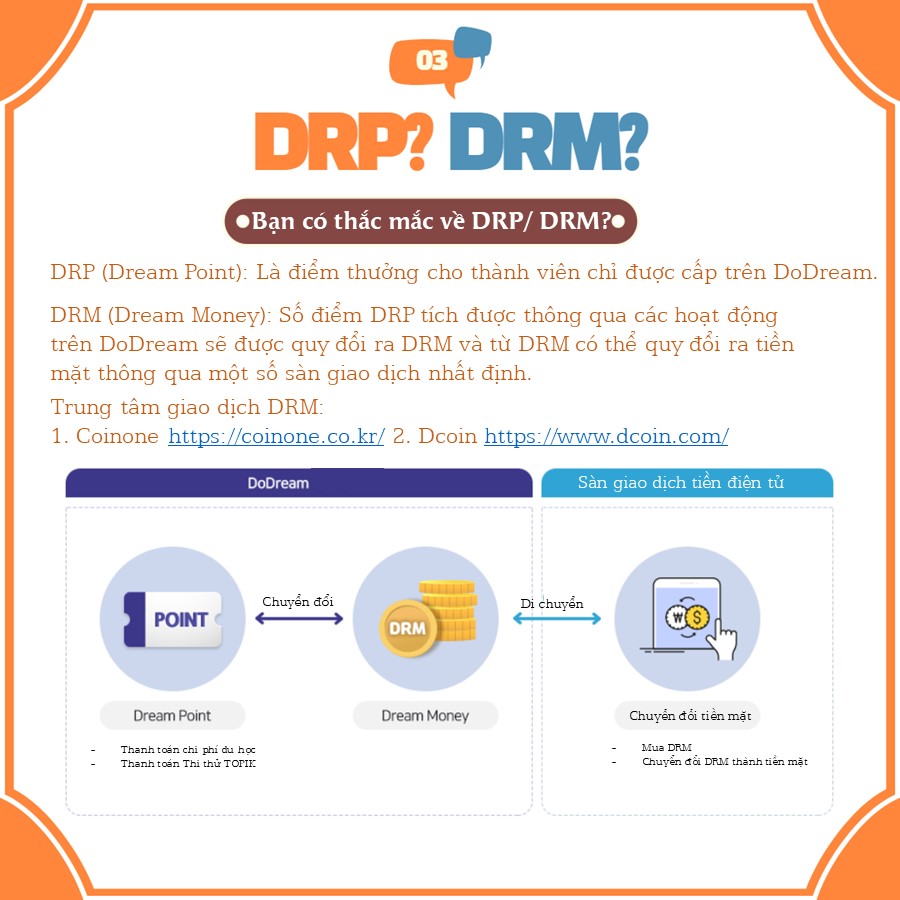 03
DRP? DRM?
Bạn có thắc mắc về DRP/ DRM?
DRP (Dream Point): Là điểm thưởng cho thành viên chỉ được cấp trên DoDream.
DRM (Dream Money): Số điểm DRP tích được thông qua các hoạt động
trên DoDream sẽ được quy đổi ra DRM và từ DRM có thể quy đổi ra tiền
mặt thông qua một số sàn giao dịch nhất định.
Trung tâm giao dịch DRM:
1. Coinone https://coinone.co.kr/ 2. Dcoin https://www.dcoin.com/
DoDream
Sàn giao dịch tiền điện tử
POINT
Chuyển đổi
DRM
Di chuyển
₩ $
Dream Point
Dream Money
Chuyển đổi tiền mặt
- Thanh toán chi phí du học
- Thanh toán Thi thử TOPIK
- Mua DRM
- Chuyển đổi DRM thành tiền mặt